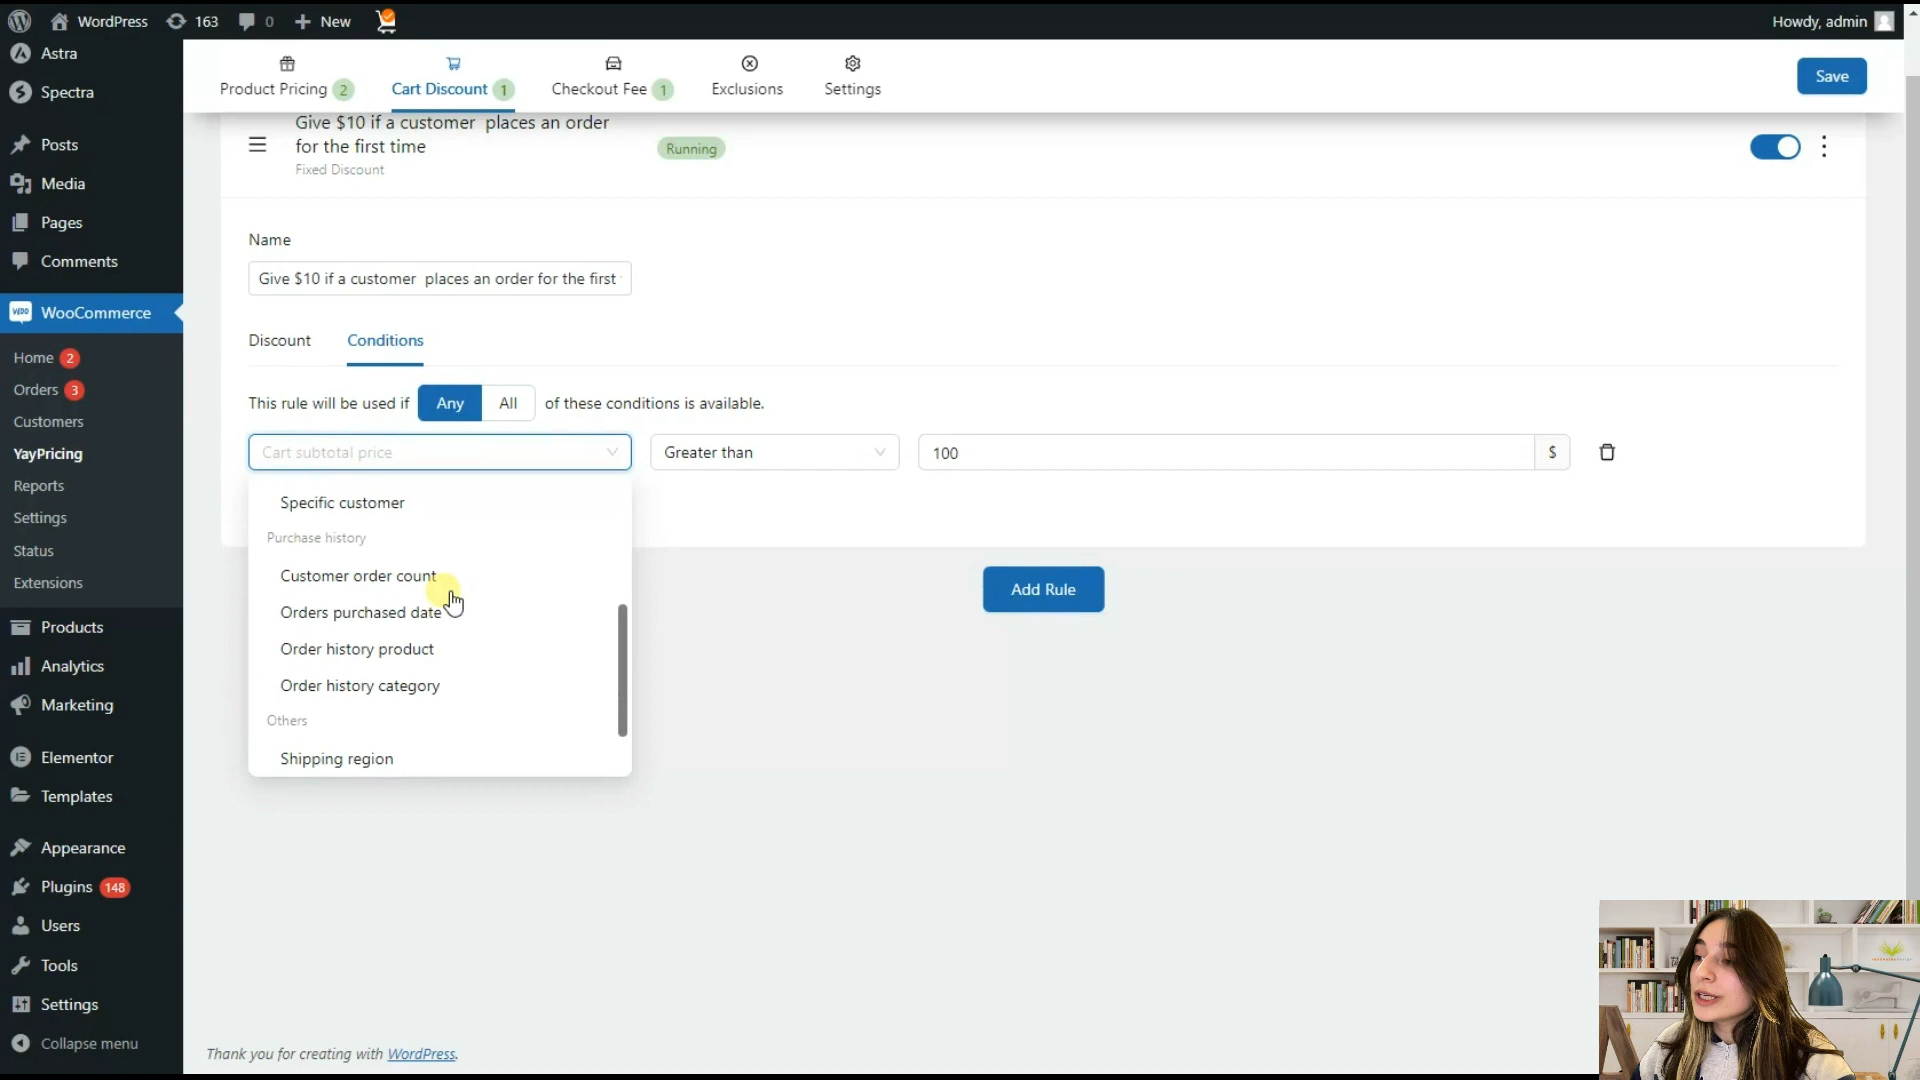 WordPress
163
0
New
Howdy, admin
Astra
Spectra
Posts
Media
Pages
Comments
WooCommerce
Home 2
Orders 3
Customers
YayPricing
Reports
Settings
Status
Extensions
Products
Analytics
Marketing
Elementor
Templates
Appearance
Plugins 148
Users
Tools
Settings
Collapse menu
Product Pricing 2
Cart Discount 1
Checkout Fee 1
Exclusions
Settings
Save
Give $10 if a customer places an order
for the first time
Fixed Discount
Running
Name
Give $10 if a customer places an order for the first
Discount
Conditions
This rule will be used if Any All of these conditions is available.
Cart subtotal price
Greater than
100
$
Specific customer
Purchase history
Customer order count
Orders purchased date
Order history product
Order history category
Others
Shipping region
Add Rule
Thank you for creating with WordPress.